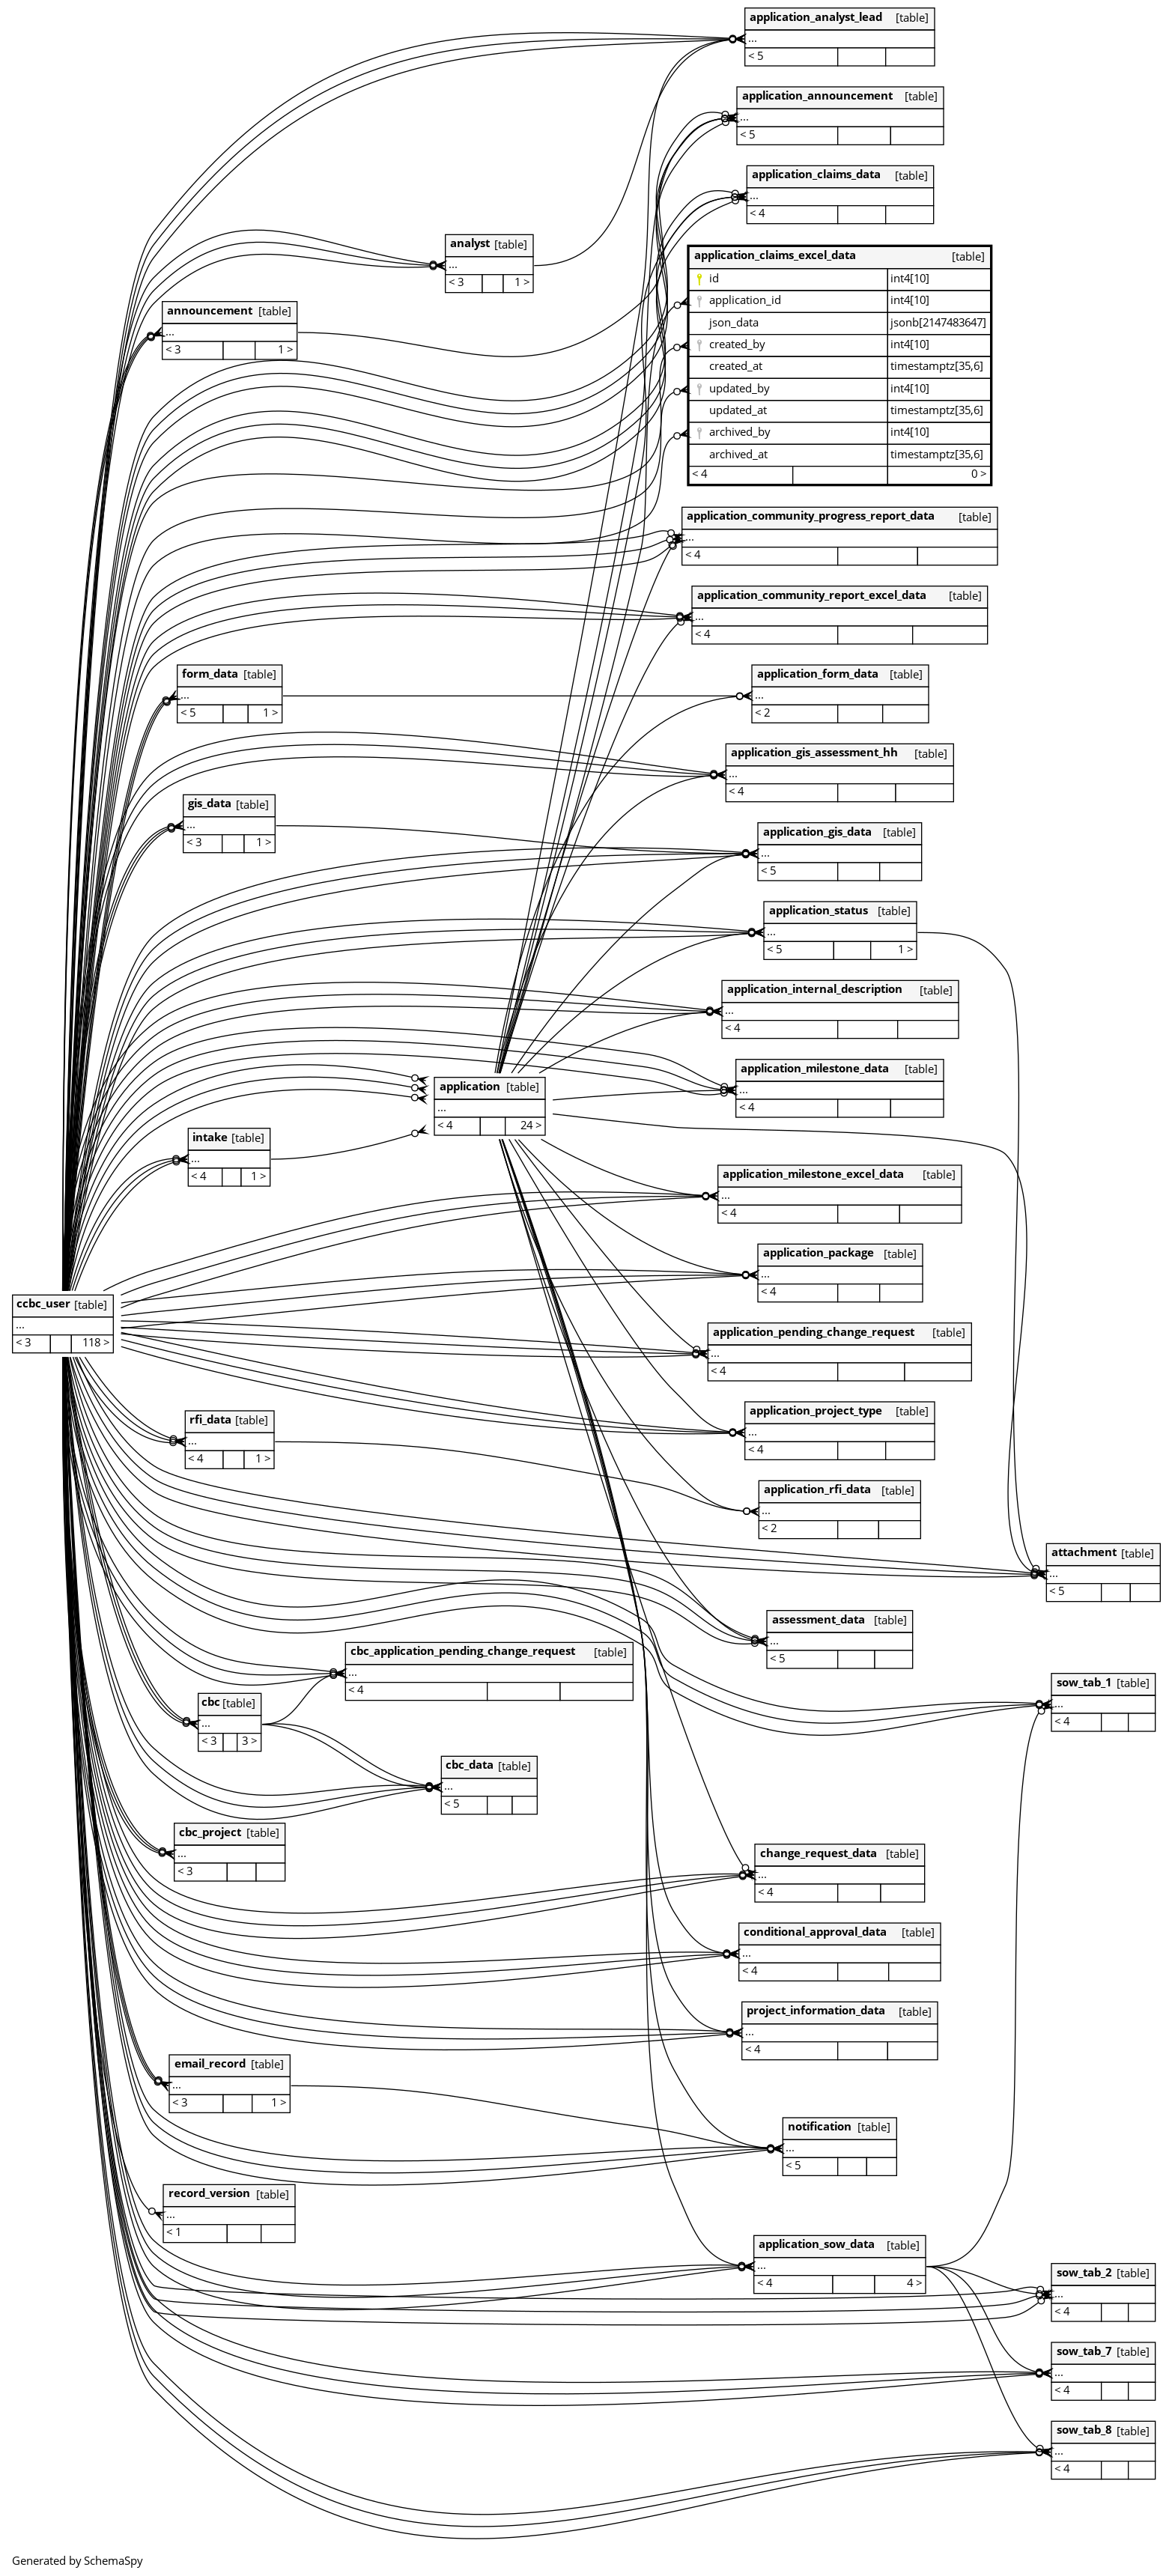 application_analyst_lead [table]
...
< 5
application_announcement [table]
...
< 5
application_claims_data [table]
...
< 4
analyst [table]
...
< 3 1 >
application_claims_excel_data [table]
id int4[10]
application_id int4[10]
json_data jsonb[2147483647]
created_by int4[10]
created_at timestamptz[35,6]
updated_by int4[10]
updated_at timestamptz[35,6]
archived_by int4[10]
archived_at timestamptz[35,6]
< 4 0 >
announcement [table]
...
< 3 1 >
application_community_progress_report_data [table]
...
< 4
application_community_report_excel_data [table]
...
< 4
form_data [table]
...
< 5 1 >
application_form_data [table]
...
< 2
application_gis_assessment_hh [table]
...
< 4
gis_data [table]
...
< 3 1 >
application_gis_data [table]
...
< 5
application_status [table]
...
< 5 1 >
application_internal_description [table]
...
< 4
application_milestone_data [table]
...
< 4
application [table]
...
< 4 24 >
intake [table]
...
< 4 1 >
application_milestone_excel_data [table]
...
< 4
application_package [table]
...
< 4
ccbc_user [table]
...
< 3 118 >
application_pending_change_request [table]
...
< 4
application_project_type [table]
...
< 4
rfi_data [table]
...
< 4 1 >
application_rfi_data [table]
...
< 2
attachment [table]
...
< 5
assessment_data [table]
...
< 5
cbc_application_pending_change_request [table]
...
< 4
sow_tab_1 [table]
...
< 4
cbc [table]
...
< 3 3 >
cbc_data [table]
...
< 5
cbc_project [table]
...
< 3
change_request_data [table]
...
< 4
conditional_approval_data [table]
...
< 4
project_information_data [table]
...
< 4
email_record [table]
...
< 3 1 >
notification [table]
...
< 5
record_version [table]
...
< 1
application_sow_data [table]
...
< 4 4 >
sow_tab_2 [table]
...
< 4
sow_tab_7 [table]
...
< 4
sow_tab_8 [table]
...
< 4
Generated by SchemaSpy